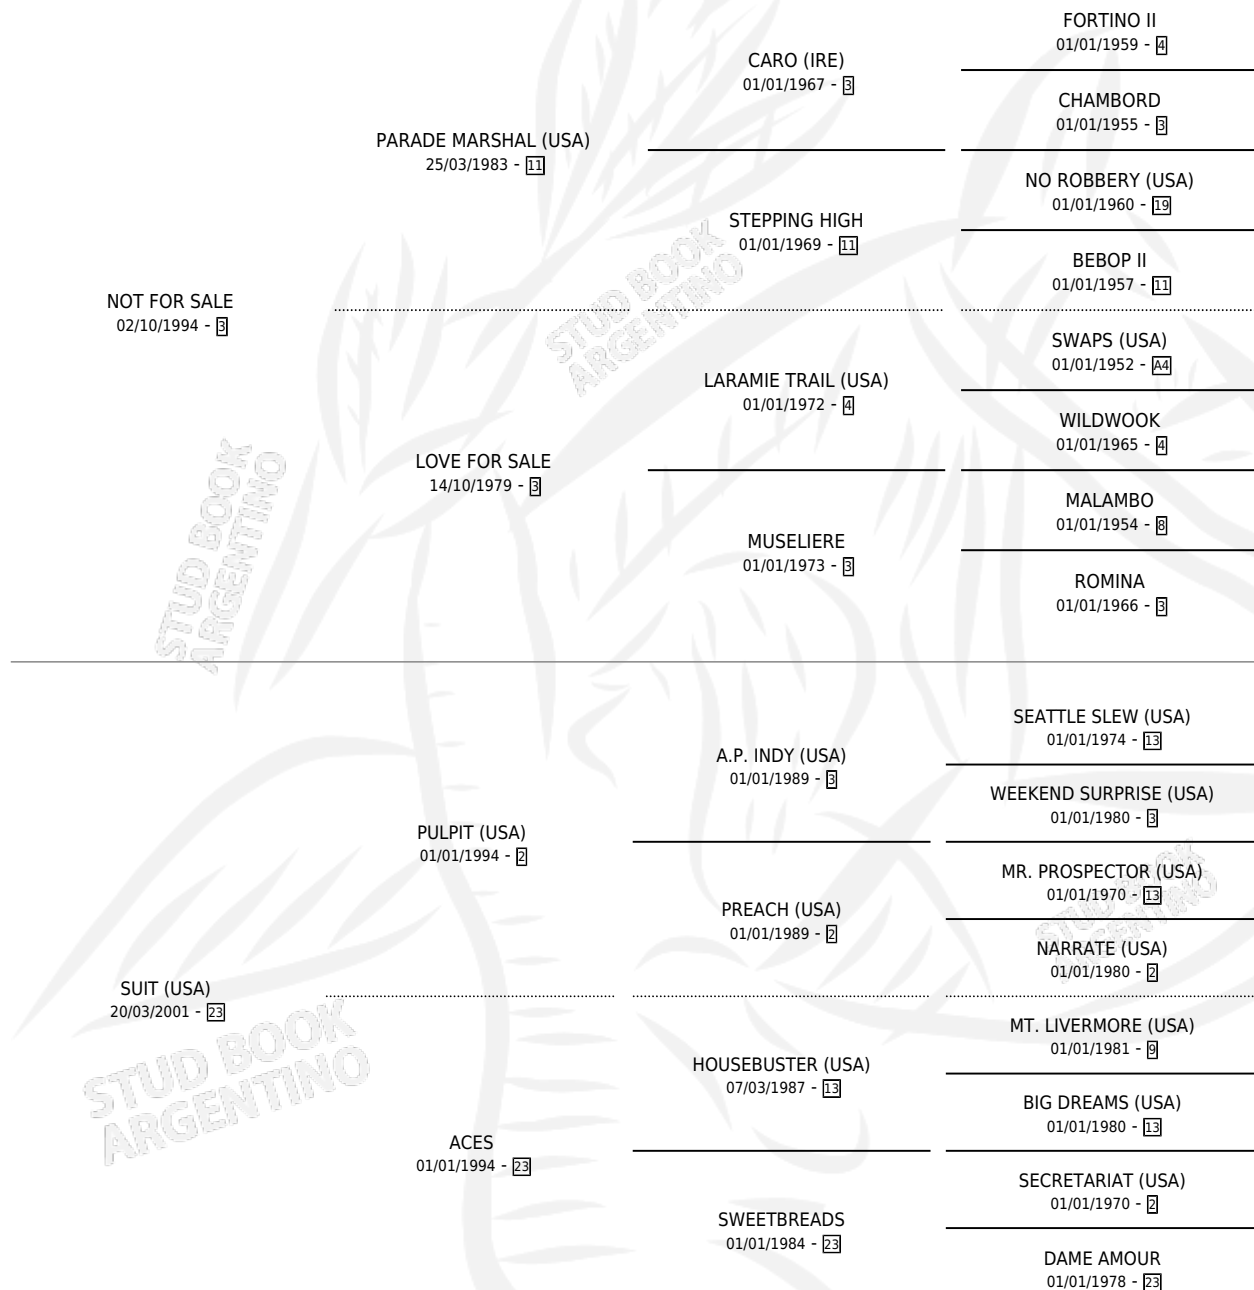 FORTINO II
01/01/1959 - 4
CARO (IRE)
01/01/1967 - 3
CHAMBORD
01/01/1955 - 3
PARADE MARSHAL (USA)
25/03/1983 - 11
NO ROBBERY (USA)
01/01/1960 - 19
STEPPING HIGH
01/01/1969 - 11
BEBOP II
01/01/1957 - 11
NOT FOR SALE
02/10/1994 - 3
SWAPS (USA)
01/01/1952 - A4
LARAMIE TRAIL (USA)
01/01/1972 - 4
WILDWOOK
01/01/1965 - 4
LOVE FOR SALE
14/10/1979 - 3
MALAMBO
01/01/1954 - 8
MUSELIERE
01/01/1973 - 3
ROMINA
01/01/1966 - 3
STUD BOOK
ARGENTINO
STUD BOOK
ARGENTINO
SEATTLE SLEW (USA)
01/01/1974 - 13
A.P. INDY (USA)
01/01/1989 - 3
WEEKEND SURPRISE (USA)
01/01/1980 - 3
PULPIT (USA)
01/01/1994 - 2
MR. PROSPECTOR (USA)
01/01/1970 - 13
PREACH (USA)
01/01/1989 - 2
NARRATE (USA)
01/01/1980 - 2
STUD BOOK
ARGENTINO
SUIT (USA)
20/03/2001 - 23
MT. LIVERMORE (USA)
01/01/1981 - 9
HOUSEBUSTER (USA)
07/03/1987 - 13
BIG DREAMS (USA)
01/01/1980 - 13
STUD BOOK
ARGENTINO
ACES
01/01/1994 - 23
SECRETARIAT (USA)
01/01/1970 - 2
SWEETBREADS
01/01/1984 - 23
DAME AMOUR
01/01/1978 - 23